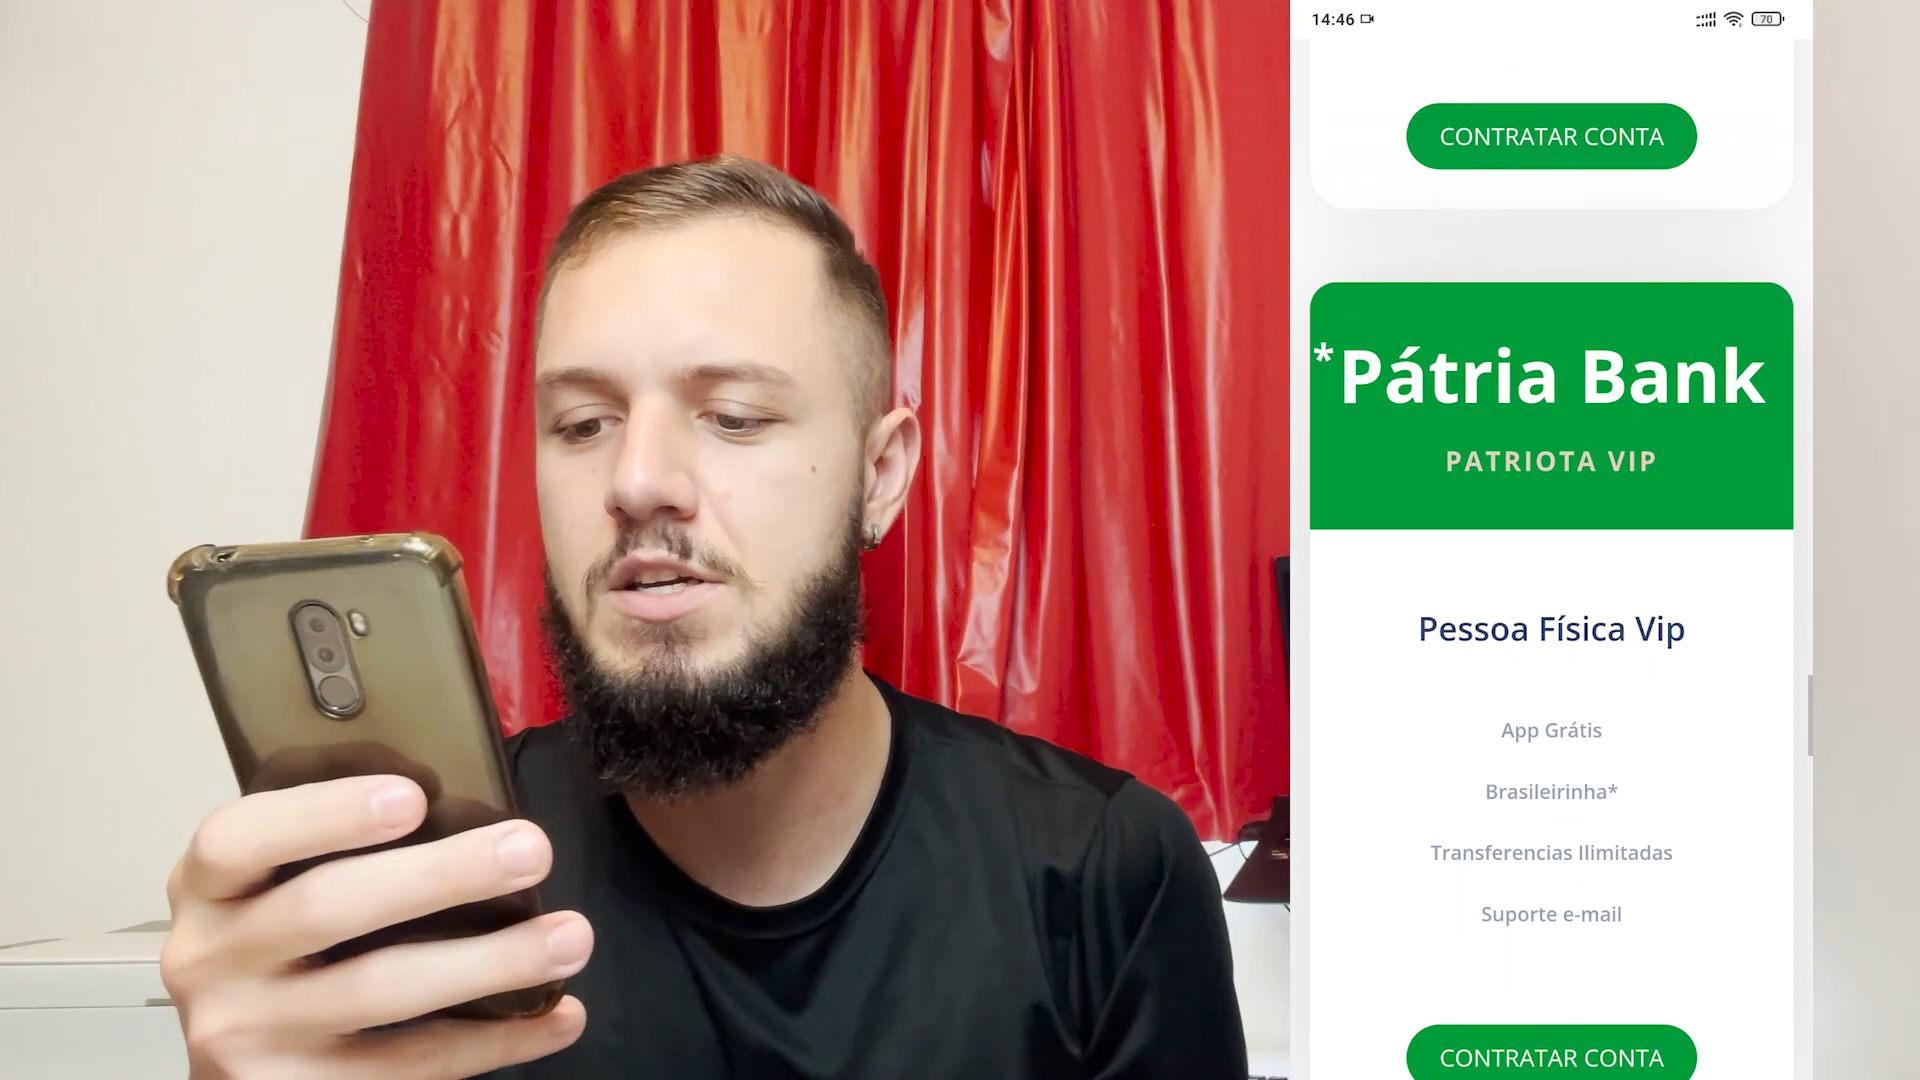 14:46
70
CONTRATAR CONTA
*Pátria Bank
PATRIOTA VIP
Pessoa Física Vip
App Grátis
Brasileirinha*
Transferencias Ilimitadas
Suporte e-mail
CONTRATAR CONTA